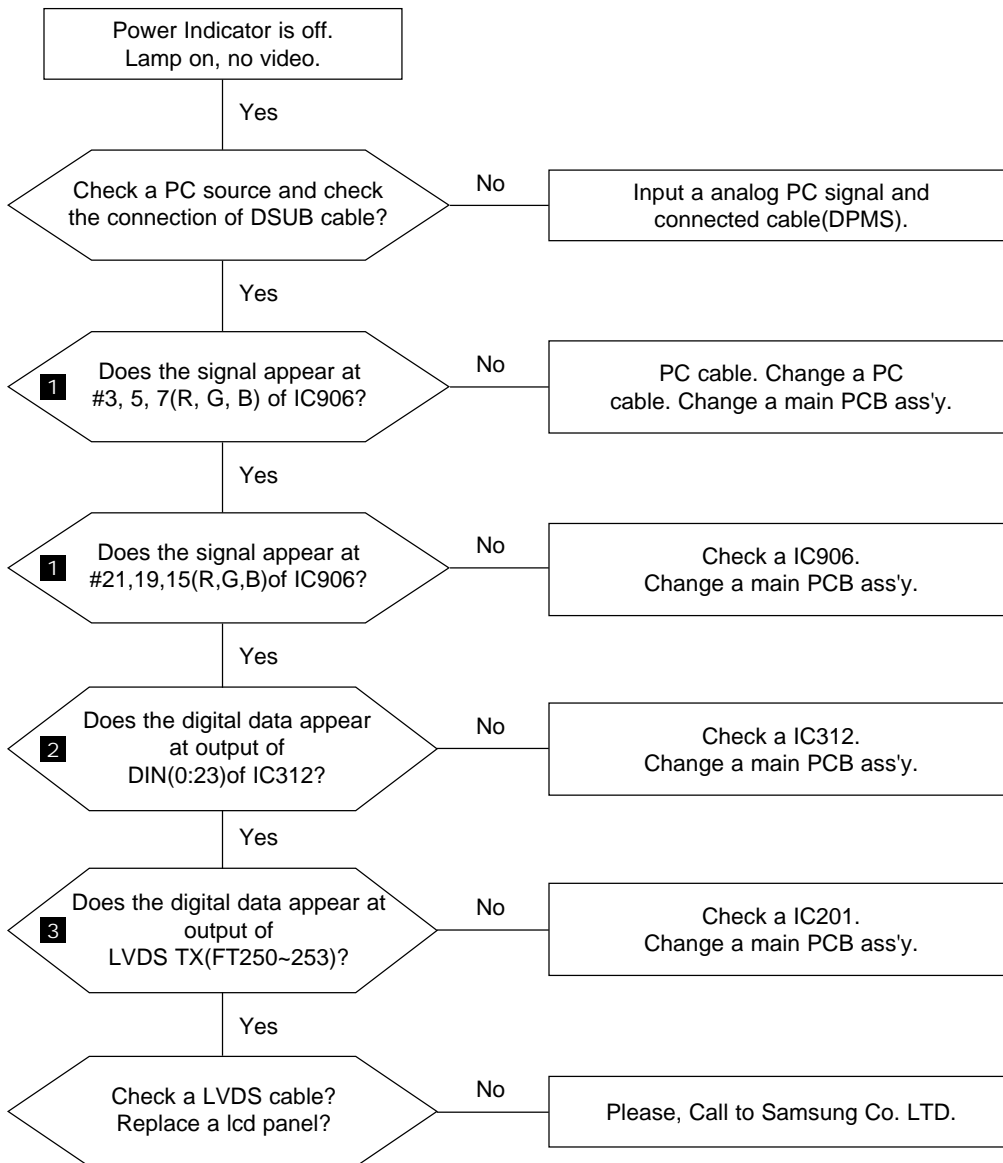 Power Indicator is off.
Lamp on, no video.
Yes
Check a PC source and check
the connection of DSUB cable?
No
Input a analog PC signal and
connected cable(DPMS).
Yes
1
Does the signal appear at
#3, 5, 7(R, G, B) of IC906?
No
PC cable. Change a PC
cable. Change a main PCB ass'y.
Yes
1
Does the signal appear at
#21,19,15(R,G,B)of IC906?
No
Check a IC906.
Change a main PCB ass'y.
Yes
2
Does the digital data appear
at output of
DIN(0:23)of IC312?
No
Check a IC312.
Change a main PCB ass'y.
Yes
3
Does the digital data appear at
output of
LVDS TX(FT250~253)?
No
Check a IC201.
Change a main PCB ass'y.
Yes
Check a LVDS cable?
Replace a lcd panel?
No
Please, Call to Samsung Co. LTD.